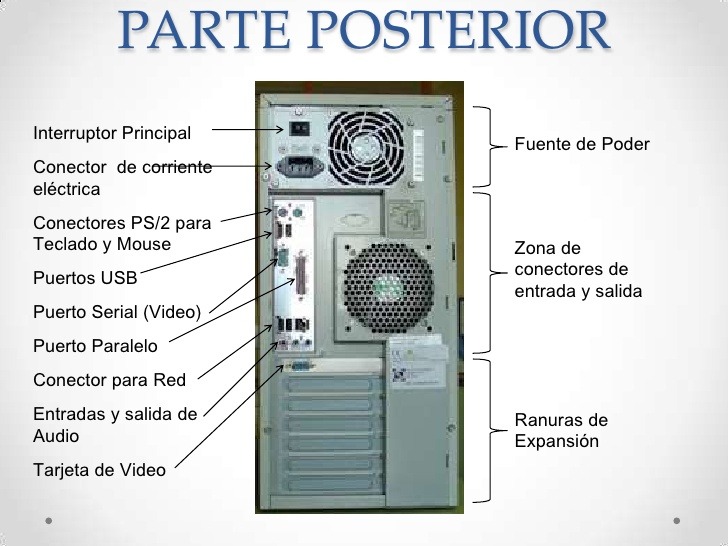 PARTE POSTERIOR
Interruptor Principal
Conector  de corriente
eléctrica
Conectores PS/2 para
Teclado y Mouse
Puertos USB
Puerto Serial (Video)
Puerto Paralelo
Conector para Red
Entradas y salida de
Audio
Tarjeta de Video
Fuente de Poder
Zona de
conectores de
entrada y salida
Ranuras de
Expansión